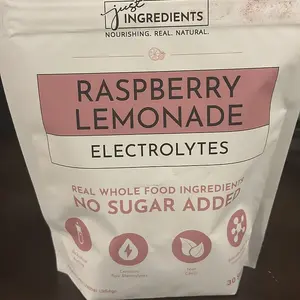 just
INGREDIENTS
NOURISHING. REAL. NATURAL.
RASPBERRY
LEMONADE
ELECTROLYTES
REAL WHOLE FOOD INGREDIENTS
NO SUGAR ADDED